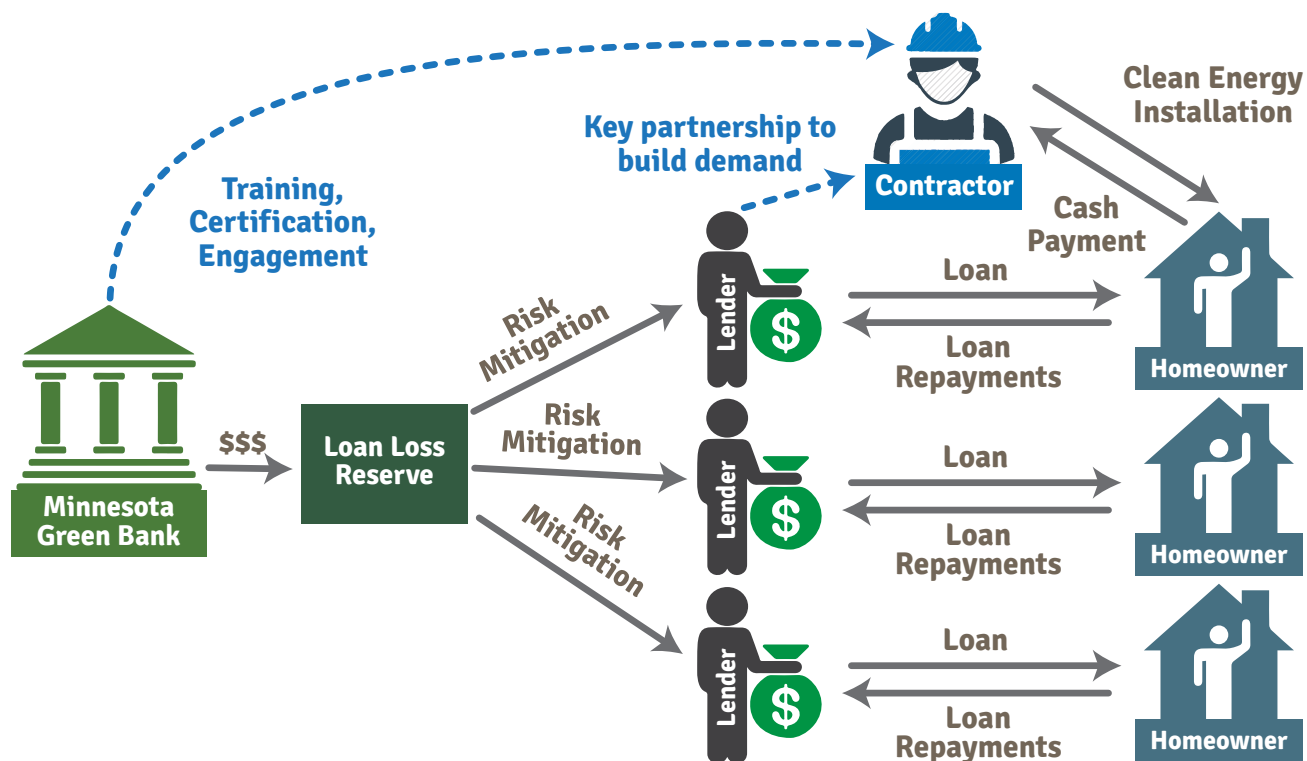 Clean Energy
Installation
Key partnership to
build demand
Contractor
Training,
Certification,
Engagement
Cash
Payment
Risk
Mitigation
Lender
$
Loan
Loan
Repayments
Homeowner
$$$
Loan Loss
Reserve
Minnesota
Green Bank
Risk
Mitigation
Lender
$
Loan
Loan
Repayments
Homeowner
Risk
Mitigation
Lender
$
Loan
Loan
Repayments
Homeowner